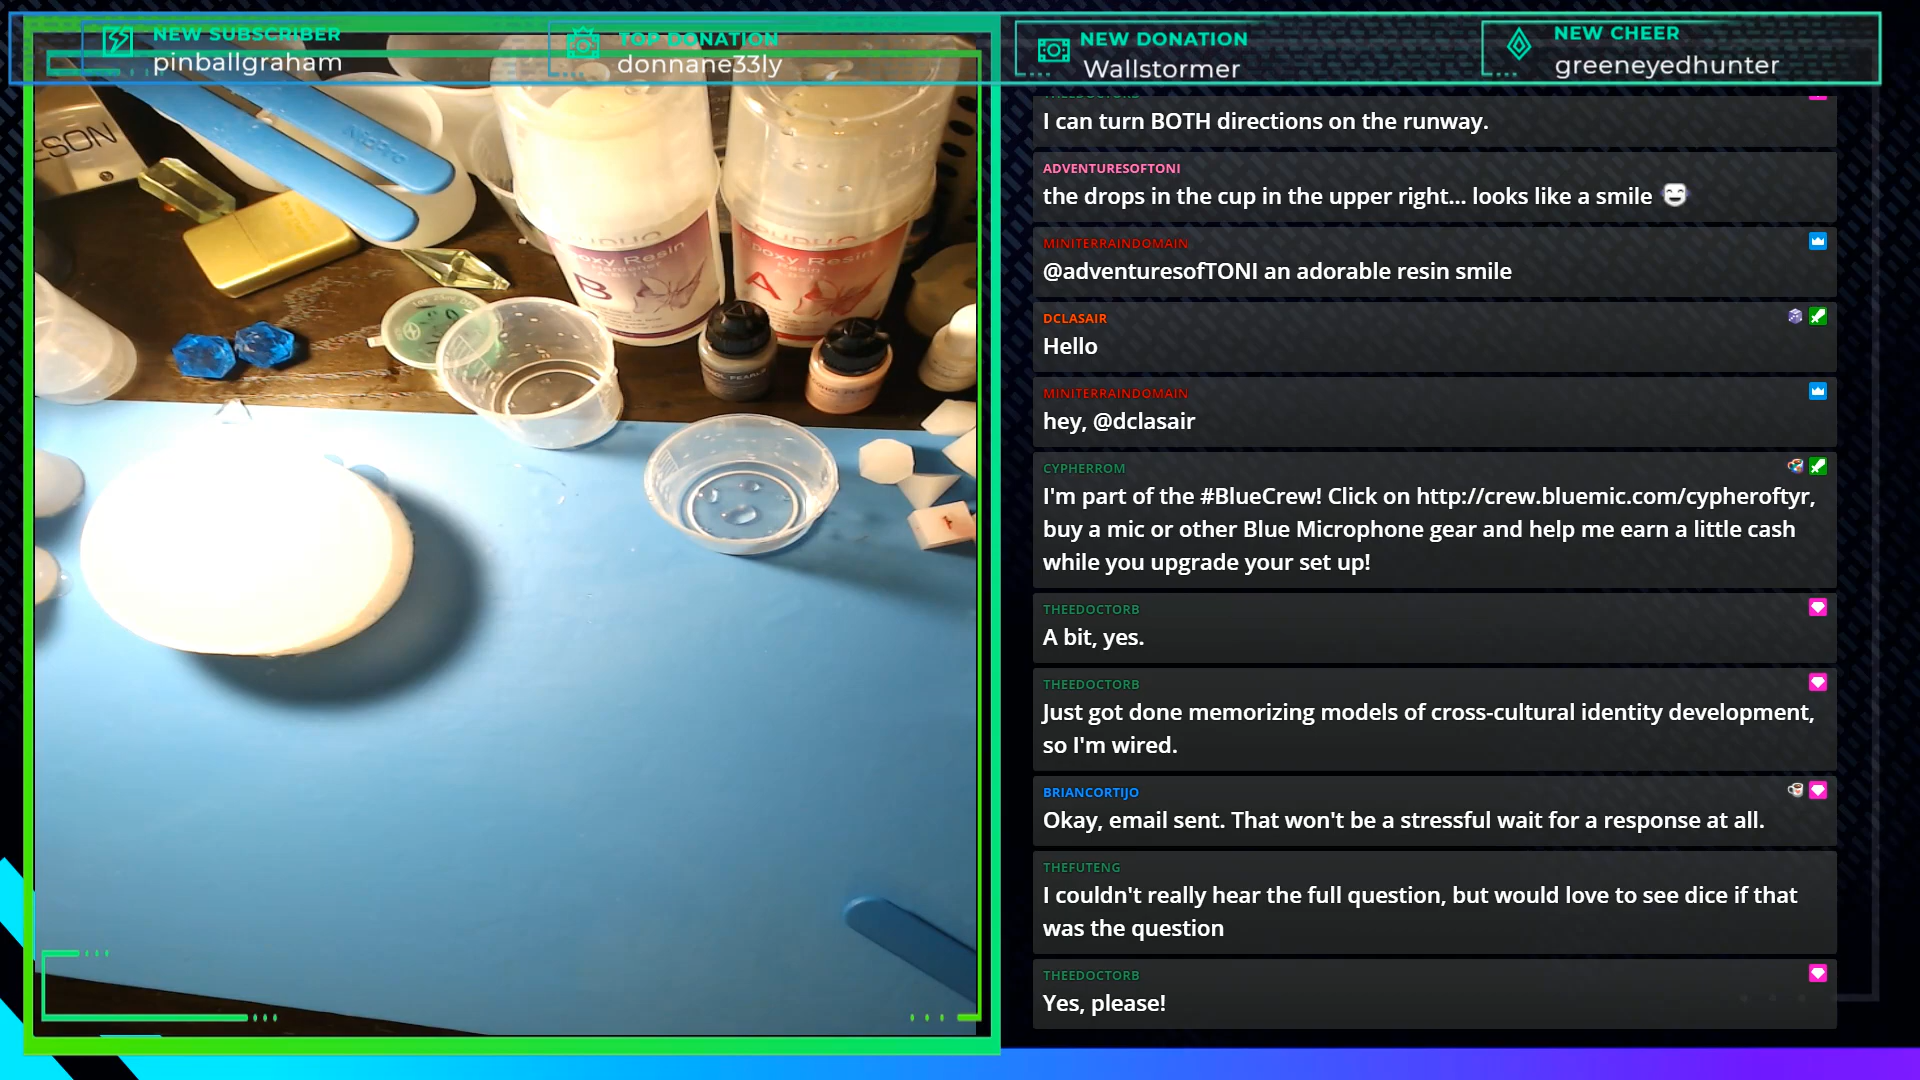 NEW SUBSCRIBER
pinballgraham
TOP DONATION
donnane33ly
NEW DONATION
Wallstormer
NEW CHEER
greeneyedhunter
I can turn BOTH directions on the runway.
ADVENTURESOFTONI
the drops in the cup in the upper right... looks like a smile
MINITERRAINDOMAIN
@adventuresofTONI an adorable resin smile
DCLASAIR
Hello
MINITERRAINDOMAIN
hey, @dclasair
CYPHERROM
I'm part of the #BlueCrew! Click on http://crew.bluemic.com/cypheroftyr,
buy a mic or other Blue Microphone gear and help me earn a little cash
while you upgrade your set up!
THEEDOCTORB
A bit, yes.
THEEDOCTORB
Just got done memorizing models of cross-cultural identity development,
so I'm wired.
BRIANCORTIJO
Okay, email sent. That won't be a stressful wait for a response at all.
THEFUTENG
I couldn't really hear the full question, but would love to see dice if that
was the question
THEEDOCTORB
Yes, please!
Resin
B
Resin
A